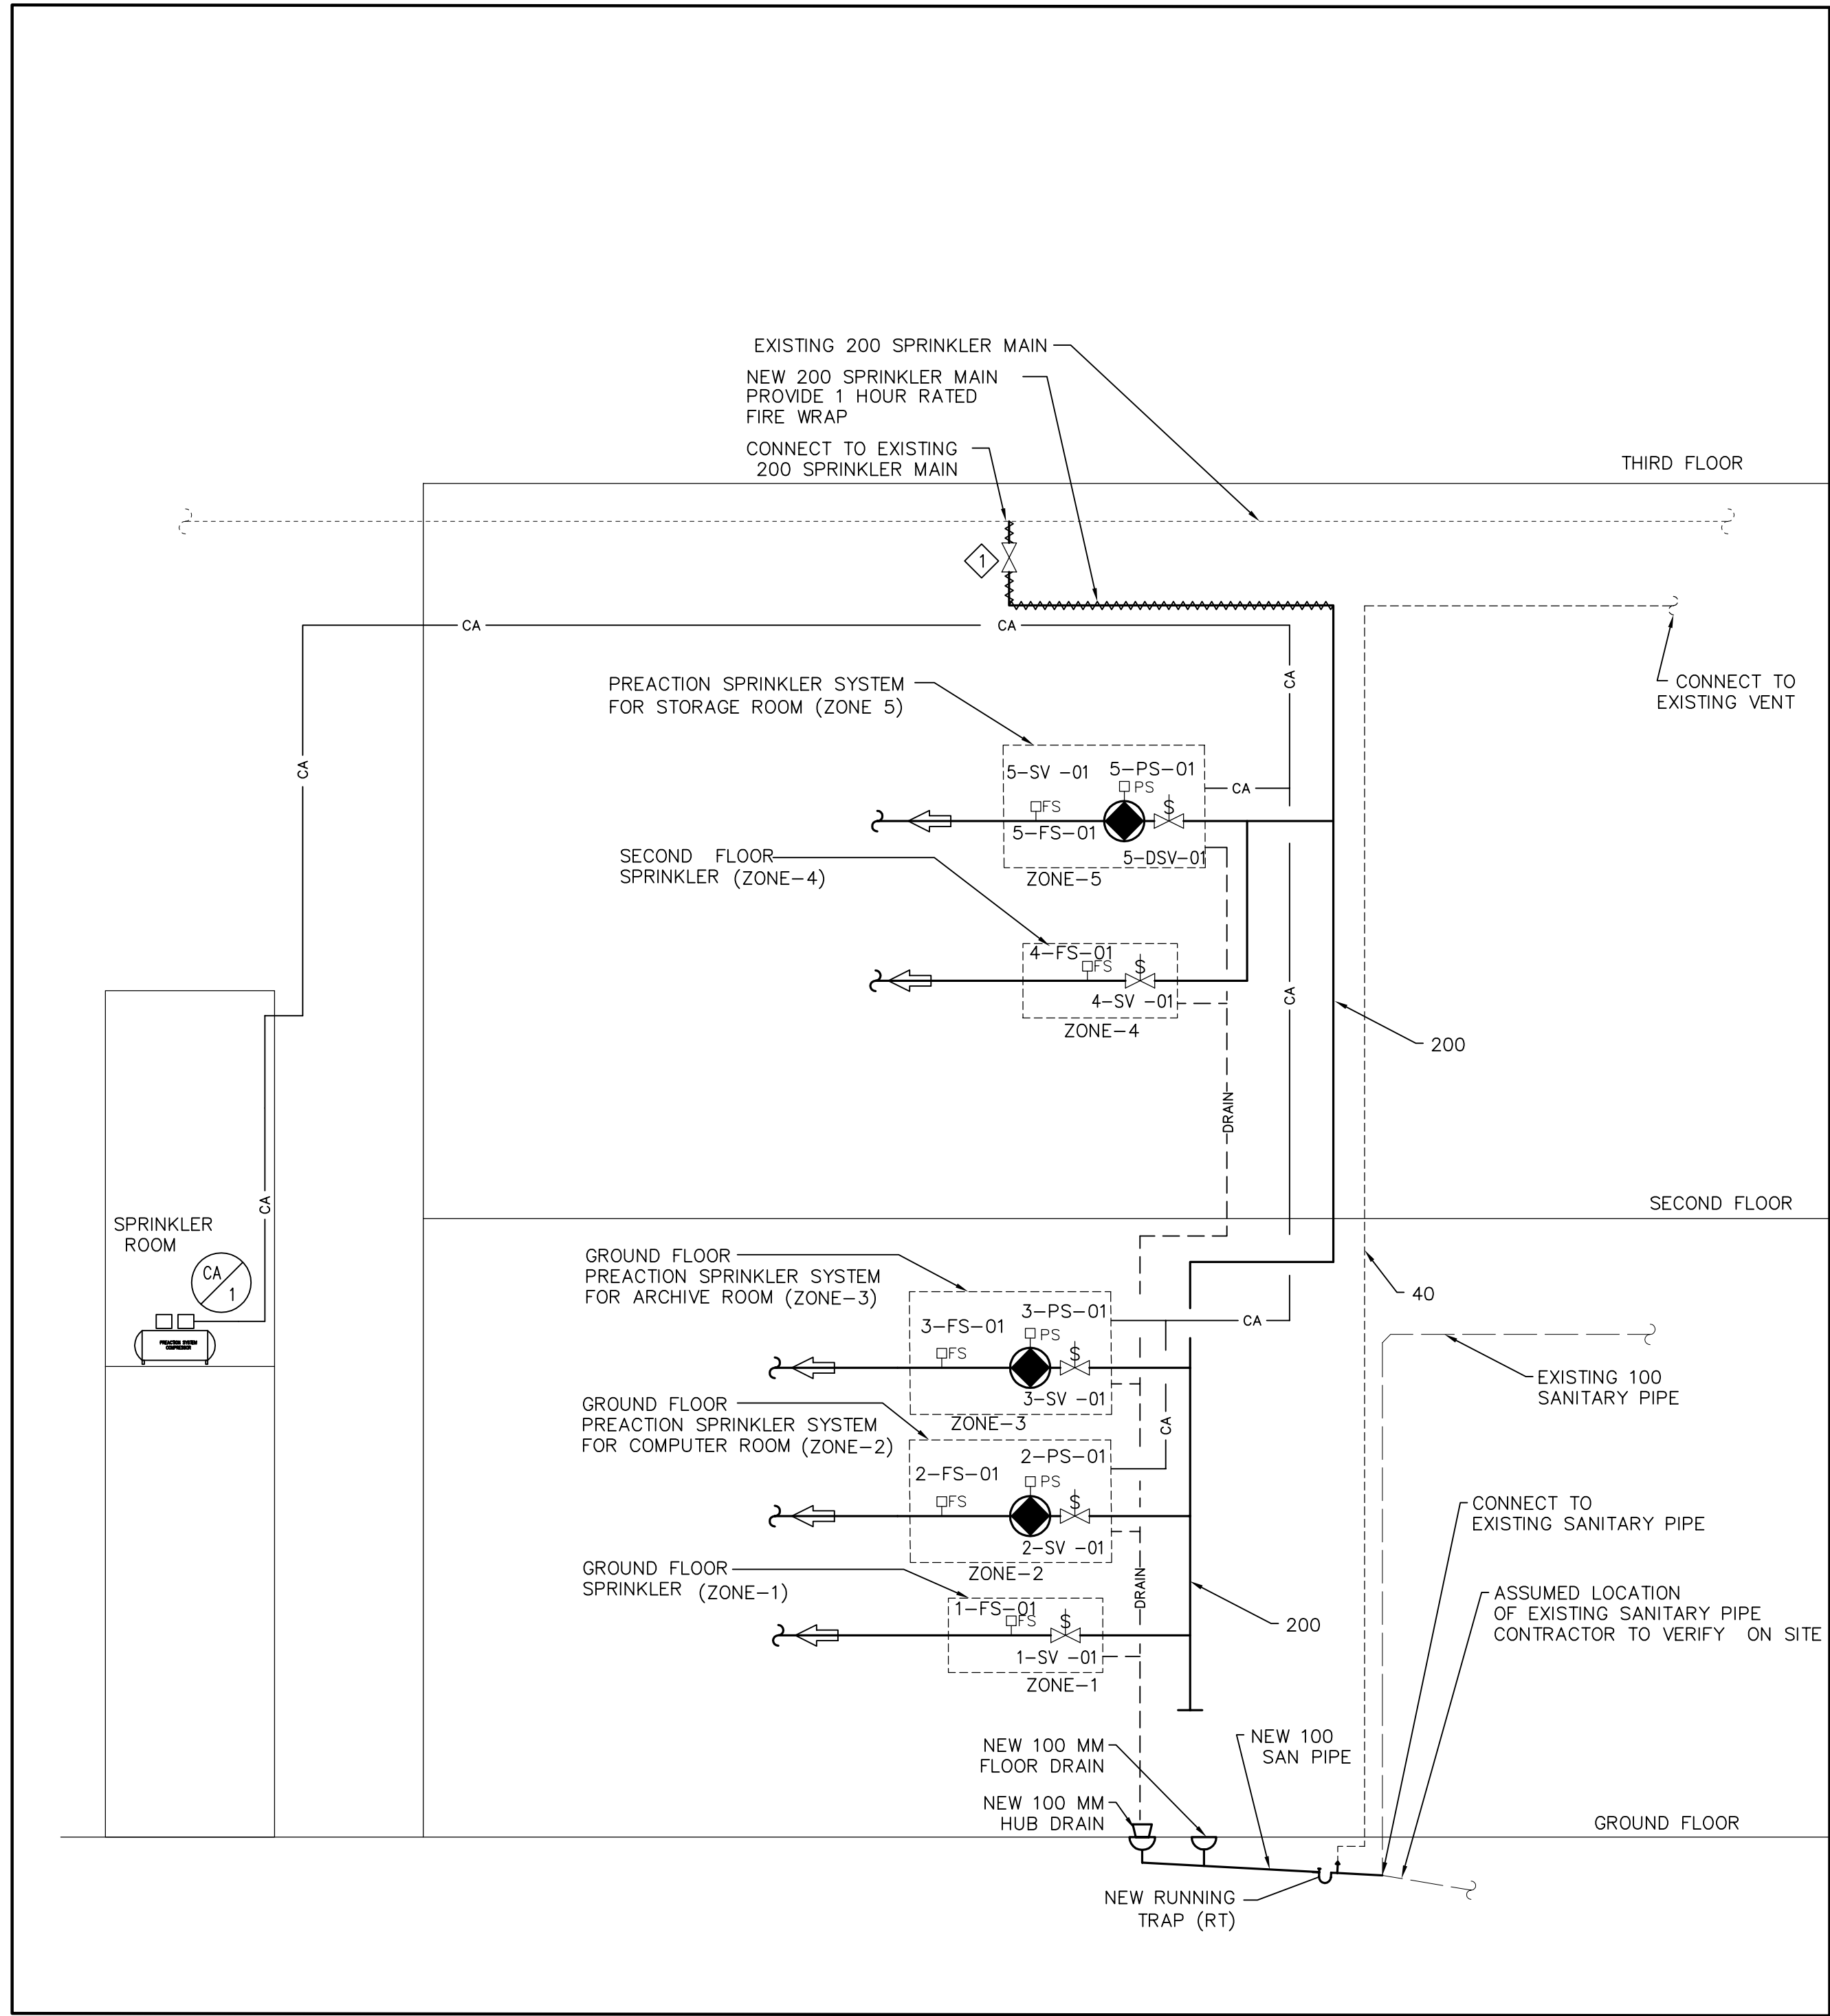 EXISTING 200 SPRINKLER MAIN
NEW 200 SPRINKLER MAIN
PROVIDE 1 HOUR RATED
FIRE WRAP
CONNECT TO EXISTING
200 SPRINKLER MAIN
THIRD FLOOR
1
CA
CA
CA
CA
CONNECT TO
EXISTING VENT
PREACTION SPRINKLER SYSTEM
FOR STORAGE ROOM (ZONE 5)
5-SV -01
5-PS-01
PS
CA
FS
S
5-FS-01
5-DSV-01
ZONE-5
SECOND FLOOR
SPRINKLER (ZONE-4)
4-FS-01
FS
S
4-SV -01
ZONE-4
CA
200
DRAIN
SECOND FLOOR
SPRINKLER
ROOM
CA
CA
1
PREACTION SYSTEM
COMPRESSOR
GROUND FLOOR
PREACTION SPRINKLER SYSTEM
FOR ARCHIVE ROOM (ZONE-3)
3-PS-01
3-FS-01
PS
FS
S
3-SV -01
ZONE-3
CA
40
EXISTING 100
SANITARY PIPE
GROUND FLOOR
PREACTION SPRINKLER SYSTEM
FOR COMPUTER ROOM (ZONE-2)
CA
2-PS-01
2-FS-01
PS
FS
S
2-SV -01
ZONE-2
CONNECT TO
EXISTING SANITARY PIPE
GROUND FLOOR
SPRINKLER (ZONE-1)
DRAIN
1-FS-01
FS
S
1-SV -01
ZONE-1
200
ASSUMED LOCATION
OF EXISTING SANITARY PIPE
CONTRACTOR TO VERIFY ON SITE
NEW 100 MM
FLOOR DRAIN
NEW 100
SAN PIPE
NEW 100 MM
HUB DRAIN
GROUND FLOOR
NEW RUNNING
TRAP (RT)